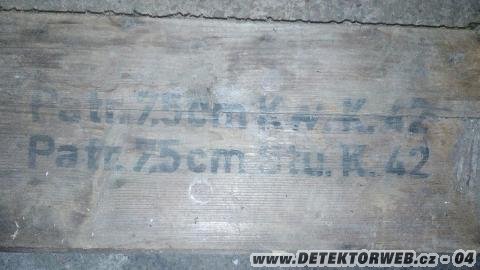 Patr. 7,5cm K.w.K. 42
Patr. 7,5cm Stu. K. 42
www.DETEKTORWEB.cz - 04